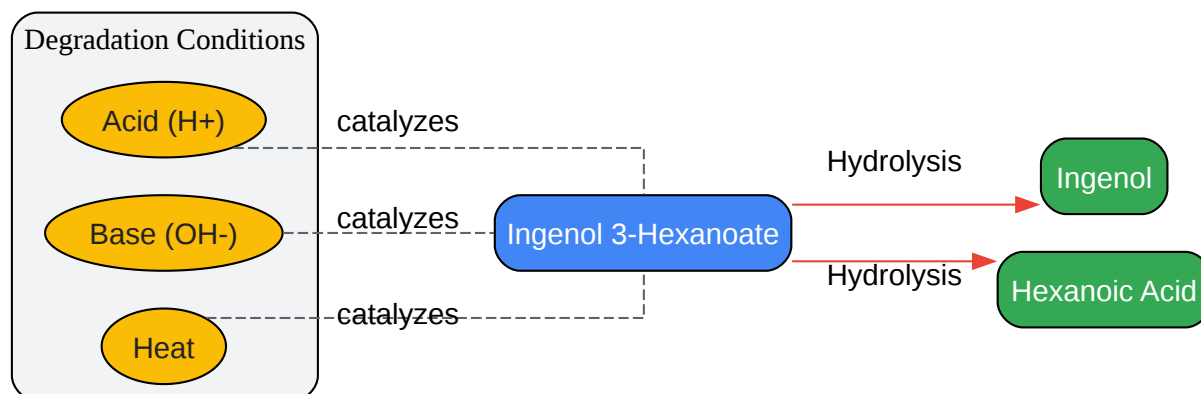 Degradation Conditions
Acid (H+)
catalyzes
Base (OH-)
catalyzes
Heat
catalyzes
Ingenol 3-Hexanoate
Hydrolysis
Ingenol
Hydrolysis
Hexanoic Acid